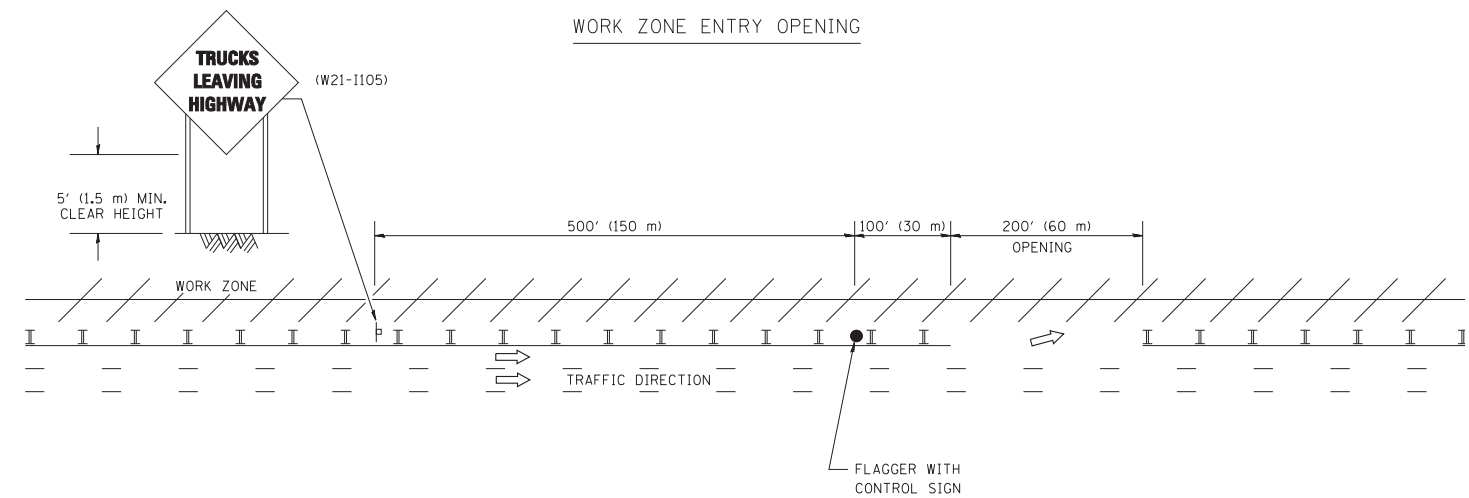 WORK ZONE ENTRY OPENING
TRUCKS
LEAVING
HIGHWAY
(W21-I105)
5' (1.5 m) MIN.
CLEAR HEIGHT
500' (150 m)
100' (30 m)
200' (60 m)
OPENING
WORK ZONE
TRAFFIC DIRECTION
FLAGGER WITH
CONTROL SIGN